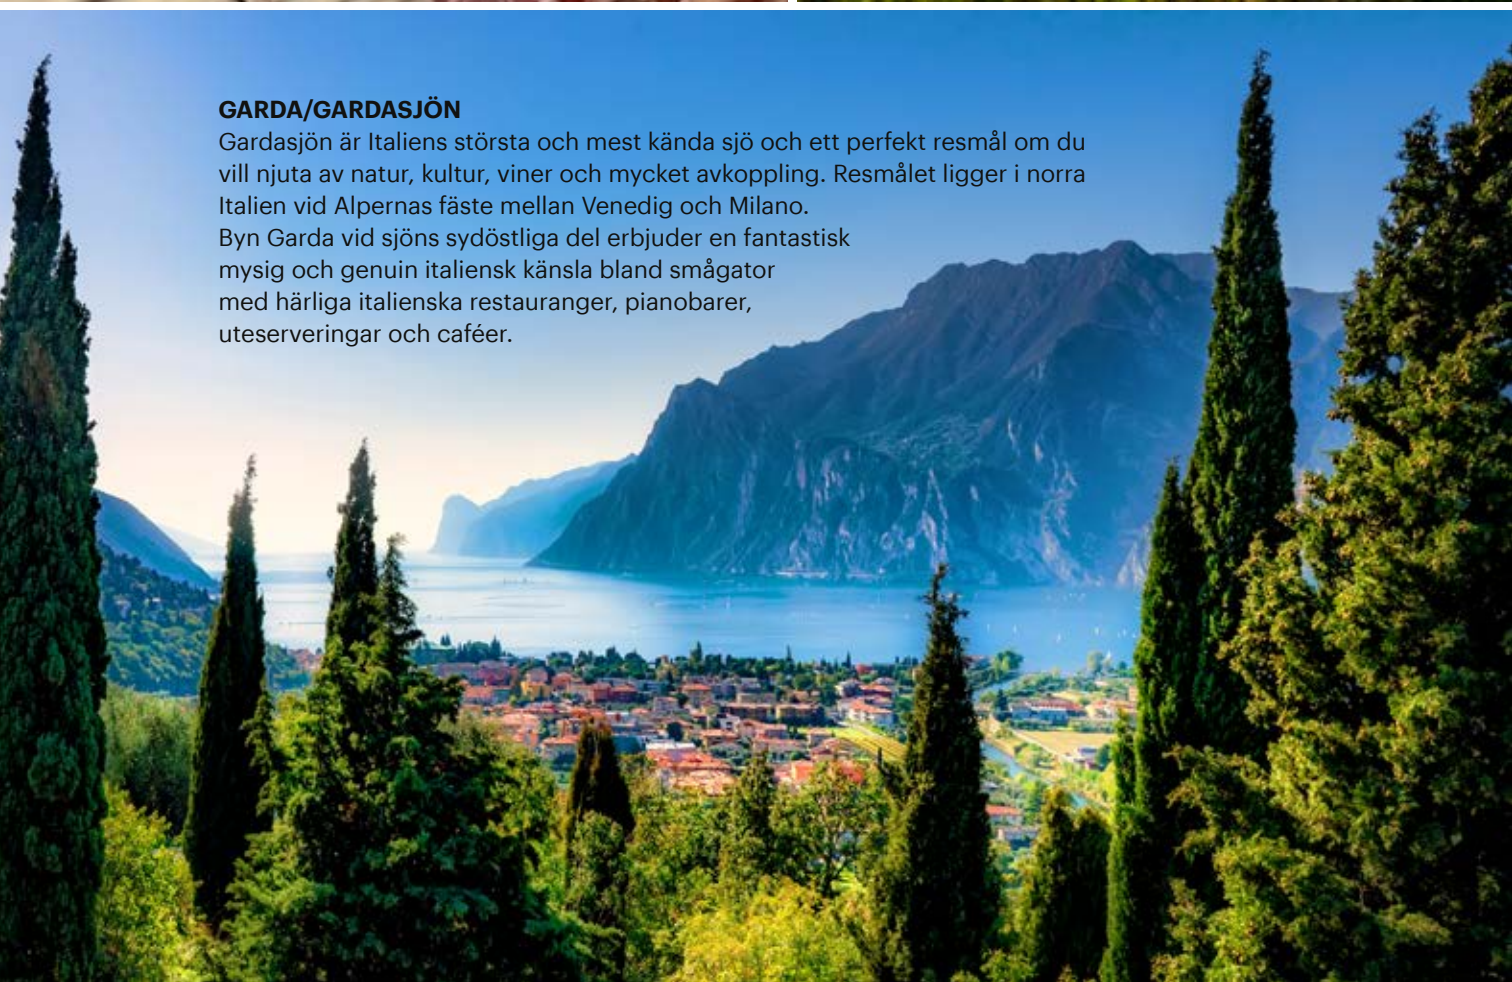 GARDA/GARDASJÖN
Gardasjön är Italiens största och mest kända sjö och ett perfekt resmål om du
vill njuta av natur, kultur, viner och mycket avkoppling. Resmålet ligger i norra
Italien vid Alpernas fäste mellan Venedig och Milano.
Byn Garda vid sjöns sydöstliga del erbjuder en fantastisk
mysig och genuin italiensk känsla bland smågator
med härliga italienska restauranger, pianobarer,
uteserveringar och caféer.